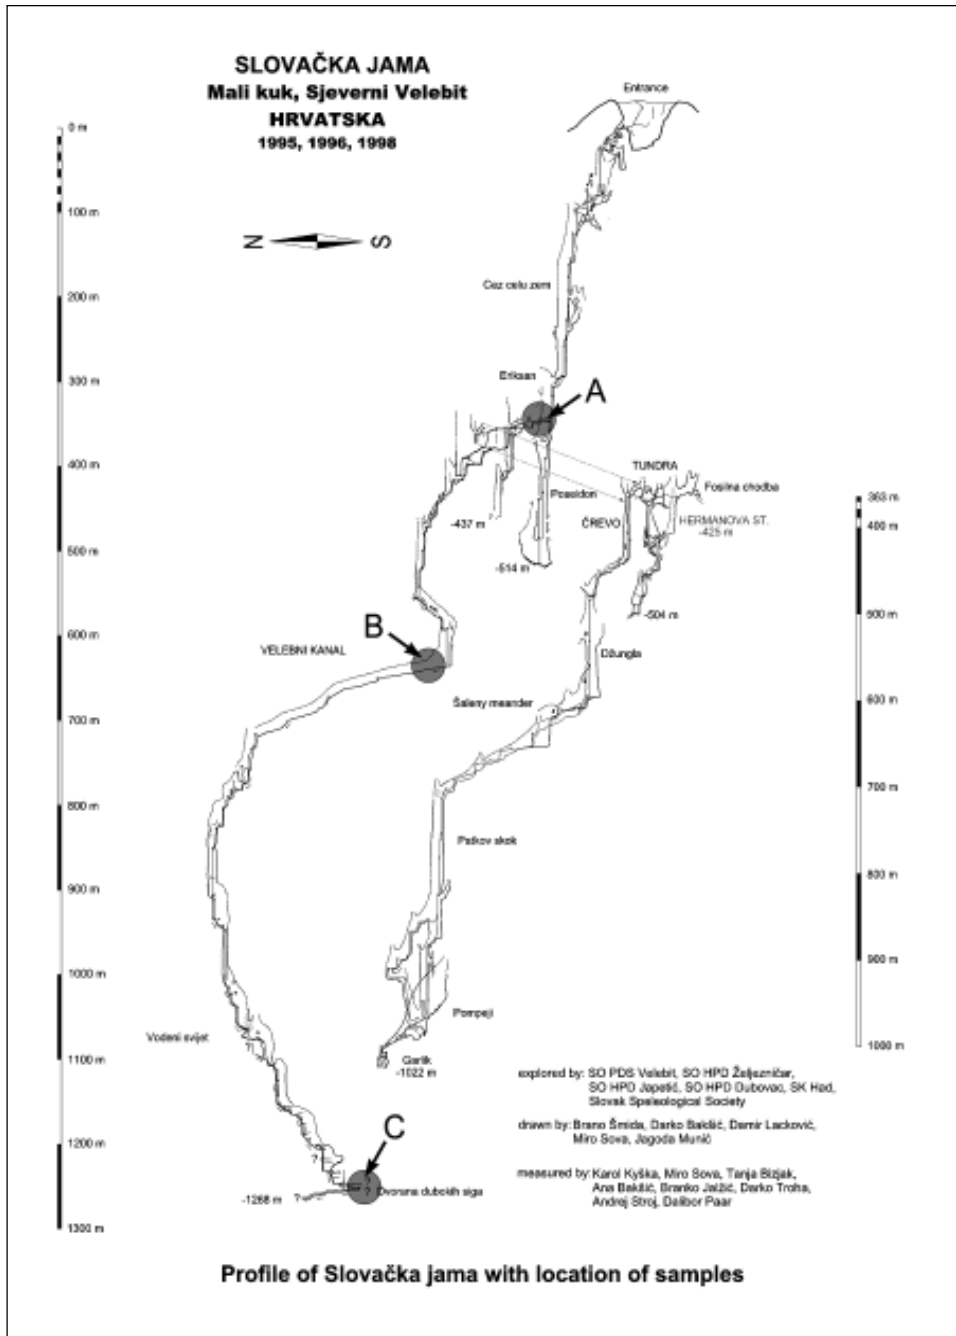 SLOVAČKA JAMA
Mali kuk, Sjeverni Velebit
HRVATSKA
1995, 1996, 1998
Entrance
0 m
100 m
N
S
200 m
Cez celu zem
300 m
Eriksan
A
400 m
TUNDRA
Fosilna chodba
Poseidon
363 m
-437 m
ČREVO
HERMANOVA ST.
-425 m
400 m
500 m
-514 m
-504 m
500 m
B
600 m
VELEBNI KANAL
Džungla
Šaleny meander
600 m
700 m
700 m
800 m
Patkov skok
800 m
900 m
900 m
1000 m
Vodeni svijet
Pompeji
1000 m
1100 m
Garlik
-1022 m
explored by: SO PDS Velebit, SO HPD Željezničar,
SO HPD Japetić, SO HPD Dubovac, SK Had,
Slovak Speleological Society
drawn by: Brano Šmida, Darko Bakšić, Damir Lacković,
Miro Sova, Jagoda Munić
C
1200 m
?
measured by: Karol Kyška, Miro Sova, Tanja Bizjak,
Ana Bakšić, Branko Jalžić, Darko Troha,
Andrej Stroj, Dalibor Paar
-1268 m
?
? Dvorana dubokih siga
1300 m
Profile of Slovačka jama with location of samples